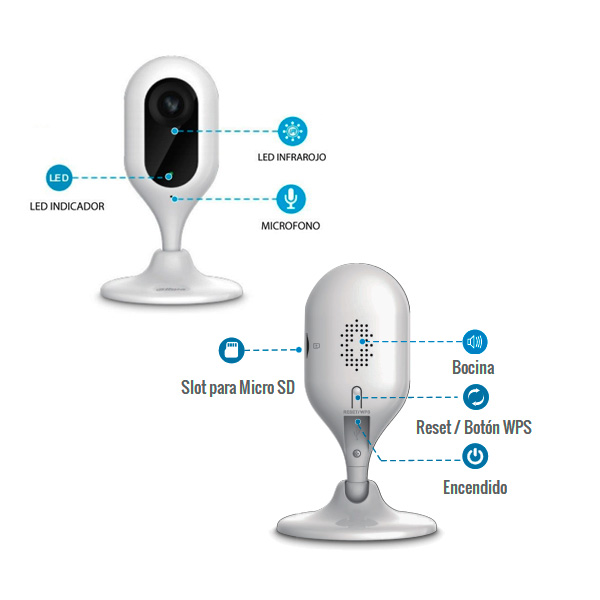 LED INFRAROJO
LED
LED INDICADOR
MICROFONO
Bocina
Slot para Micro SD
RESET/WPS
Reset / Botón WPS
Encendido